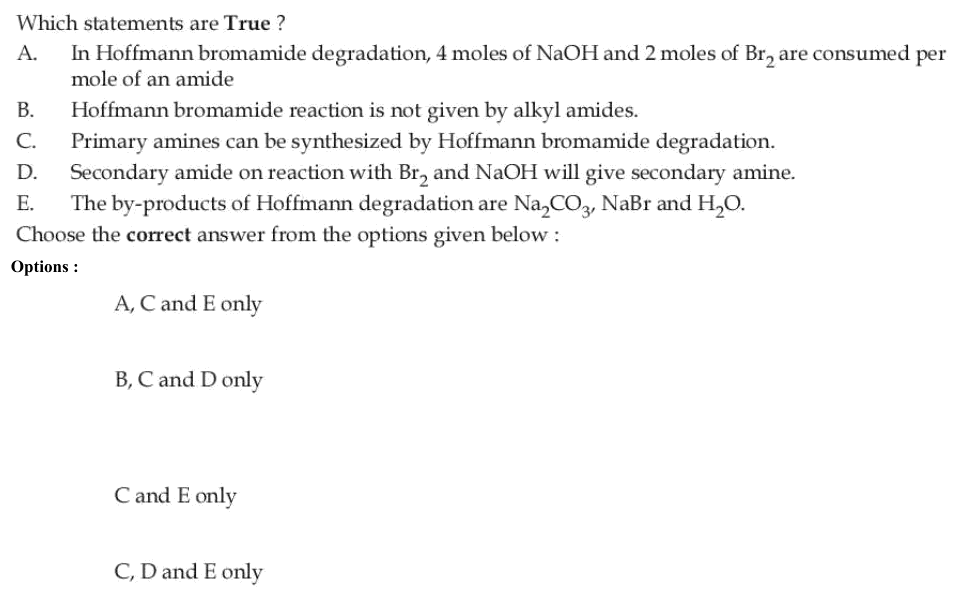 Which statements are True ?
A. In Hoffmann bromamide degradation, 4 moles of NaOH and 2 moles of Br₂ are consumed per
mole of an amide
B. Hoffmann bromamide reaction is not given by alkyl amides.
C. Primary amines can be synthesized by Hoffmann bromamide degradation.
D. Secondary amide on reaction with Br₂ and NaOH will give secondary amine.
E. The by-products of Hoffmann degradation are Na₂CO₃, NaBr and H₂O.
Choose the correct answer from the options given below :
Options :
A, C and E only
B, C and D only
C and E only
C, D and E only